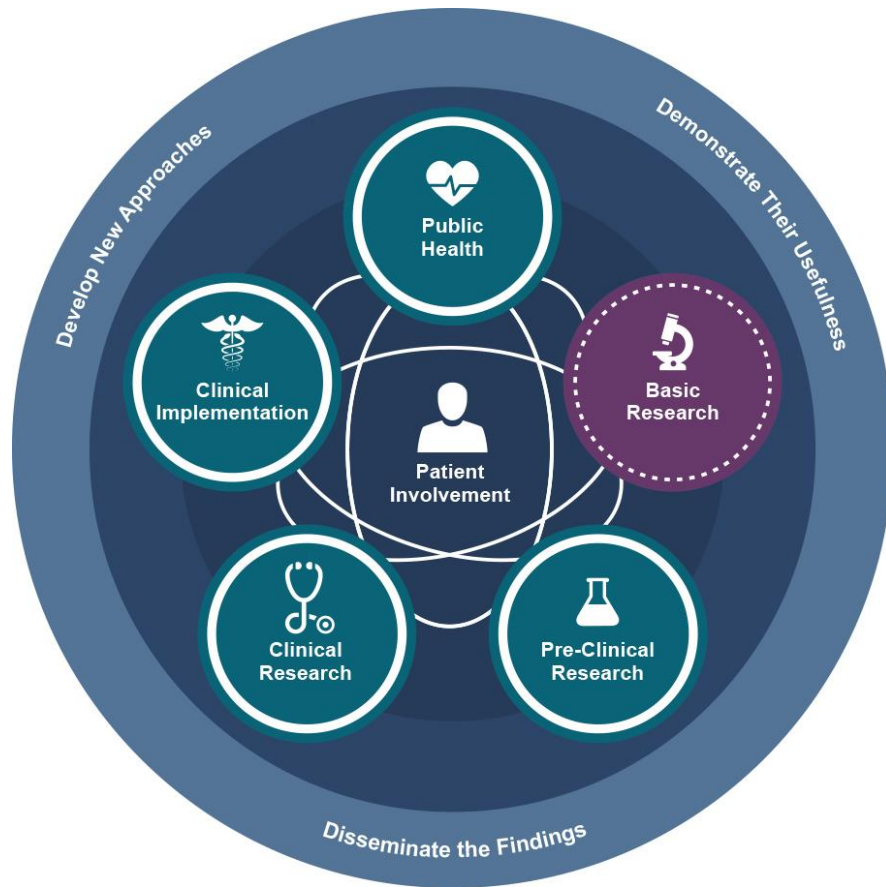 Develop New Approaches
Demonstrate Their Usefulness
Public
Health
Clinical
Implementation
Basic
Research
Patient
Involvement
Clinical
Research
Pre-Clinical
Research
Disseminate the Findings